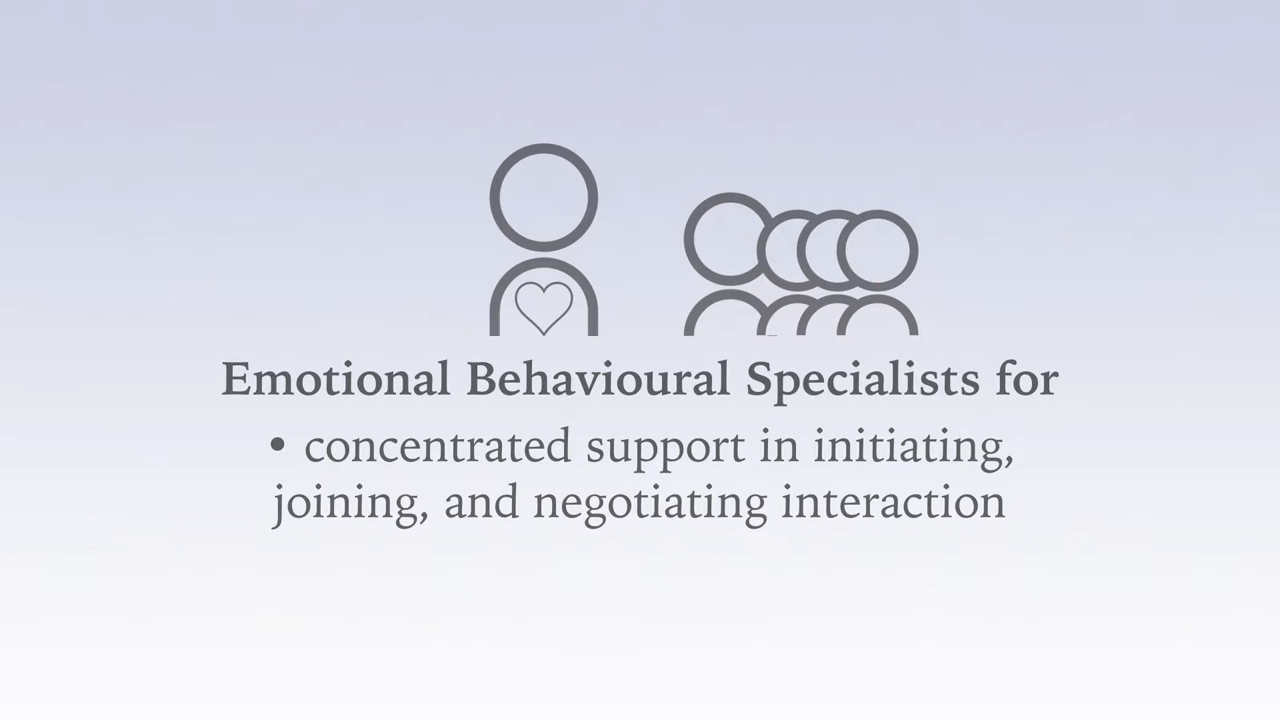 Emotional Behavioural Specialists for
• concentrated support in initiating,
joining, and negotiating interaction